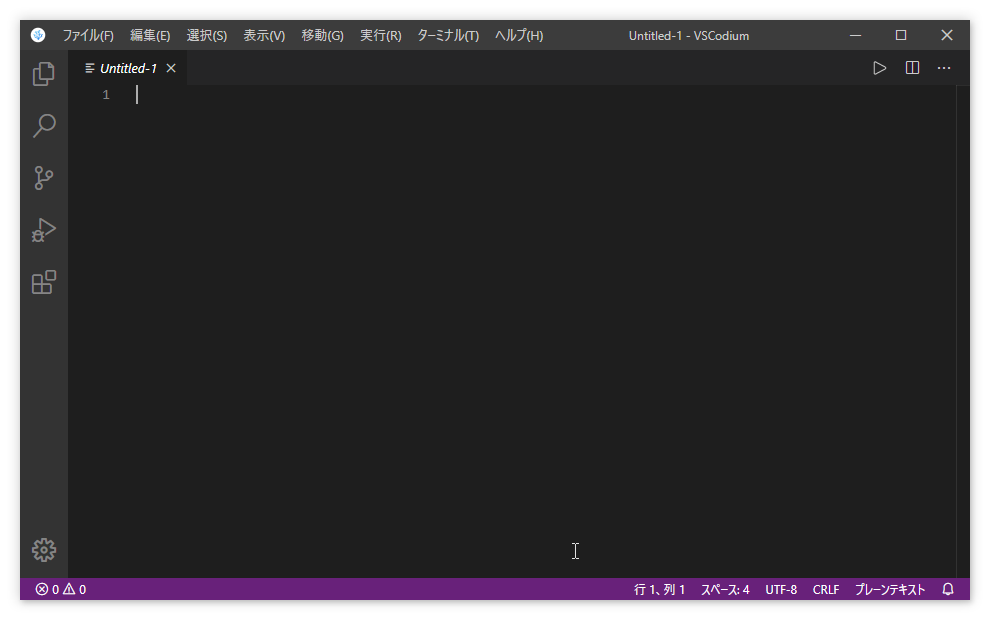 ファイル(F) 編集(E) 選択(S) 表示(V) 移動(G) 実行(R) ターミナル(T) ヘルプ(H) Untitled-1 - VSCodium
Untitled-1
1
0 0 行 1、列 1 スペース: 4 UTF-8 CRLF プレーンテキスト